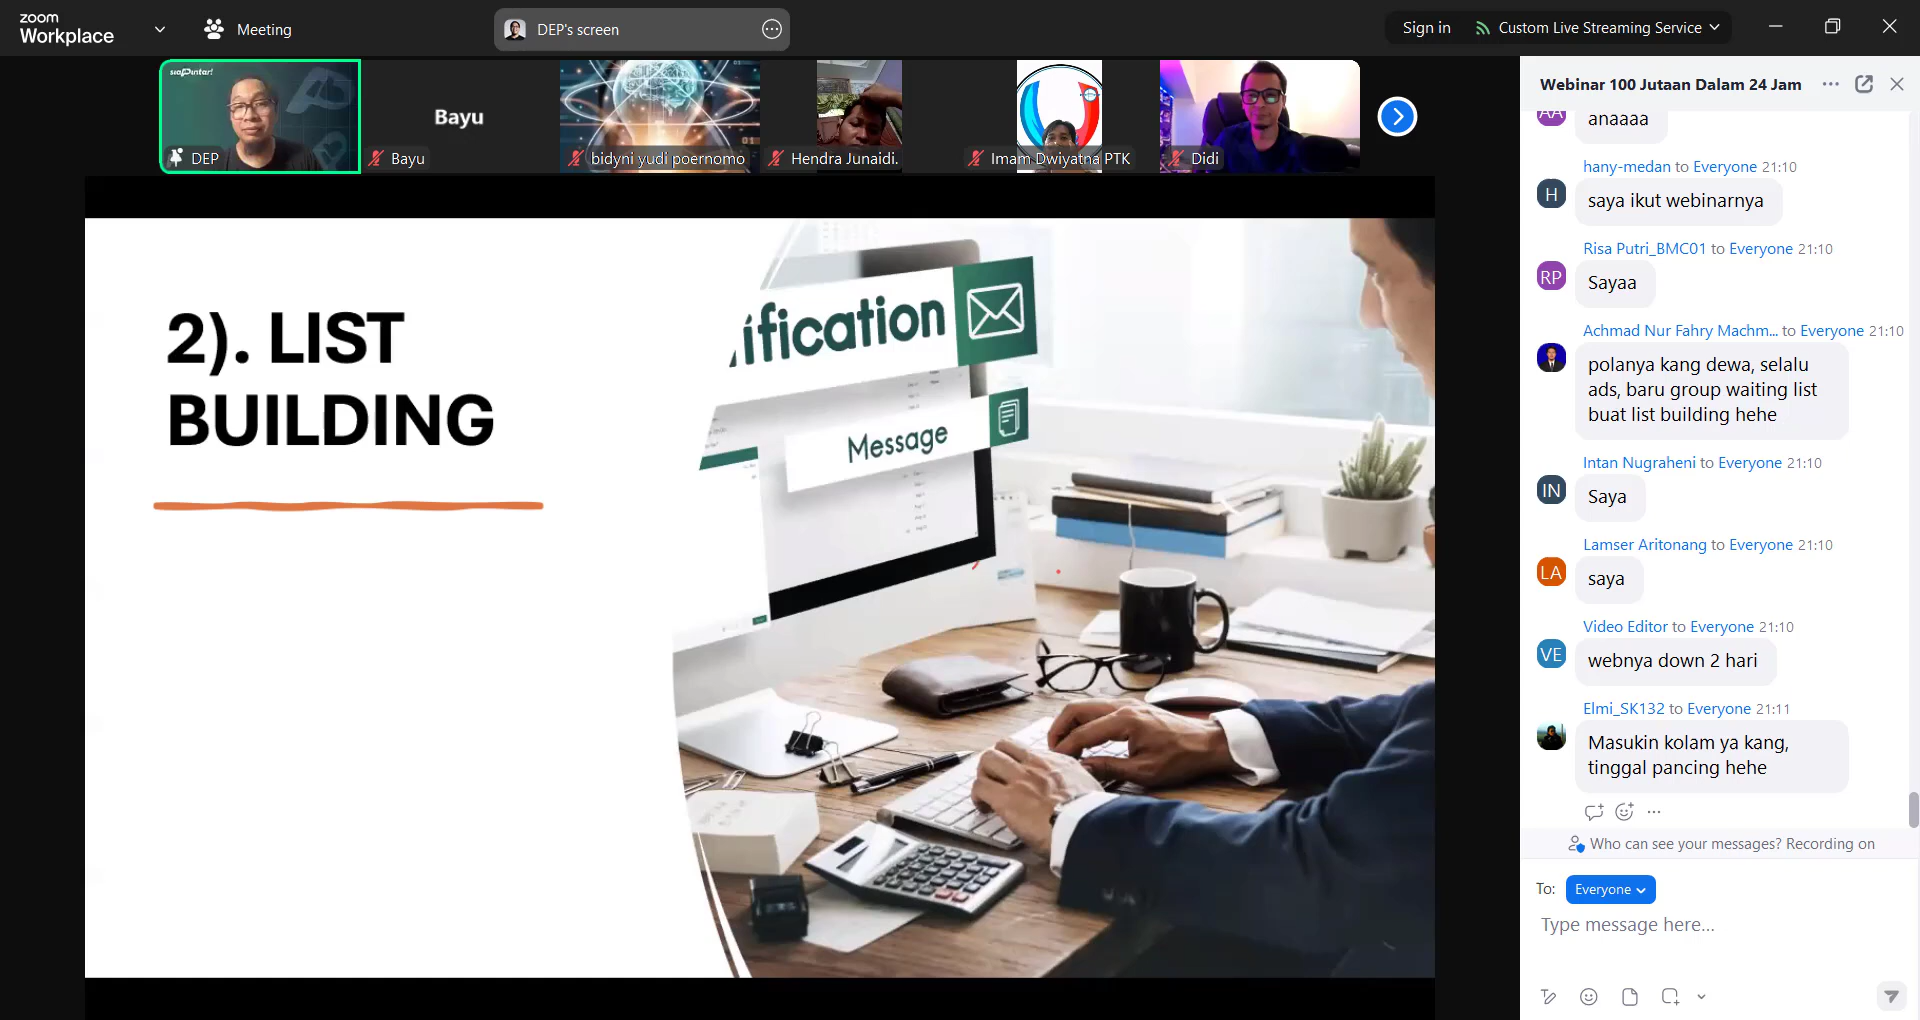 zoom
Workplace
Meeting
DEP's screen
Sign in
Custom Live Streaming Service
siappintar!
DEP
Bayu
Bayu
bidyni yudi poernomo
Hendra Junaidi.
Imam Dwiyatna PTK
Didi
2). LIST
BUILDING
ification
Message
Webinar 100 Jutaan Dalam 24 Jam
AA
anaaaa
hany-medan to Everyone 21:10
H
saya ikut webinarnya
Risa Putri_BMC01 to Everyone 21:10
RP
Sayaa
Achmad Nur Fahry Machm... to Everyone 21:10
polanya kang dewa, selalu
ads, baru group waiting list
buat list building hehe
Intan Nugraheni to Everyone 21:10
IN
Saya
Lamser Aritonang to Everyone 21:10
LA
saya
Video Editor to Everyone 21:10
VE
webnya down 2 hari
Elmi_SK132 to Everyone 21:11
Masukin kolam ya kang,
tinggal pancing hehe
Who can see your messages? Recording on
To: Everyone
Type message here...